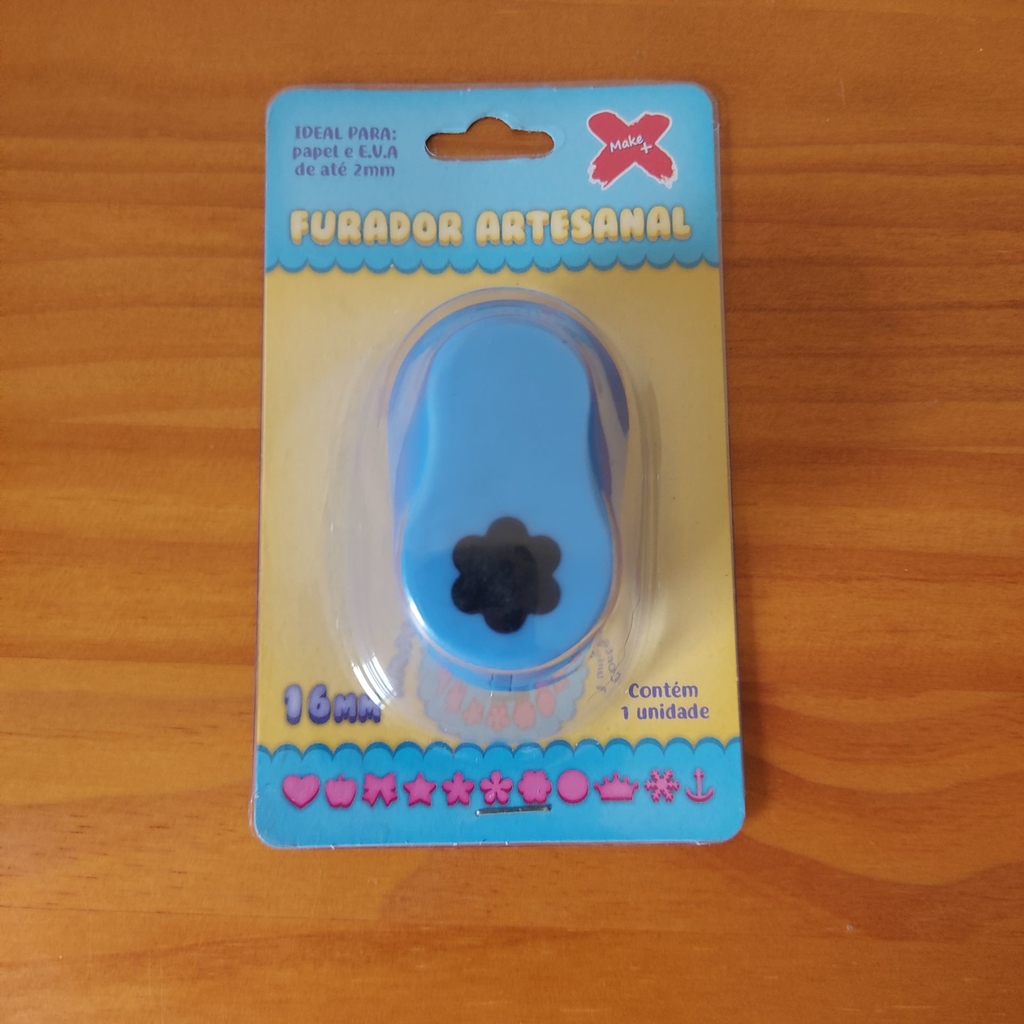 IDEAL PARA:
papel e E.V.A
de até 2mm
Make
+
FURADOR ARTESANAL
16MM
Contém
1 unidade